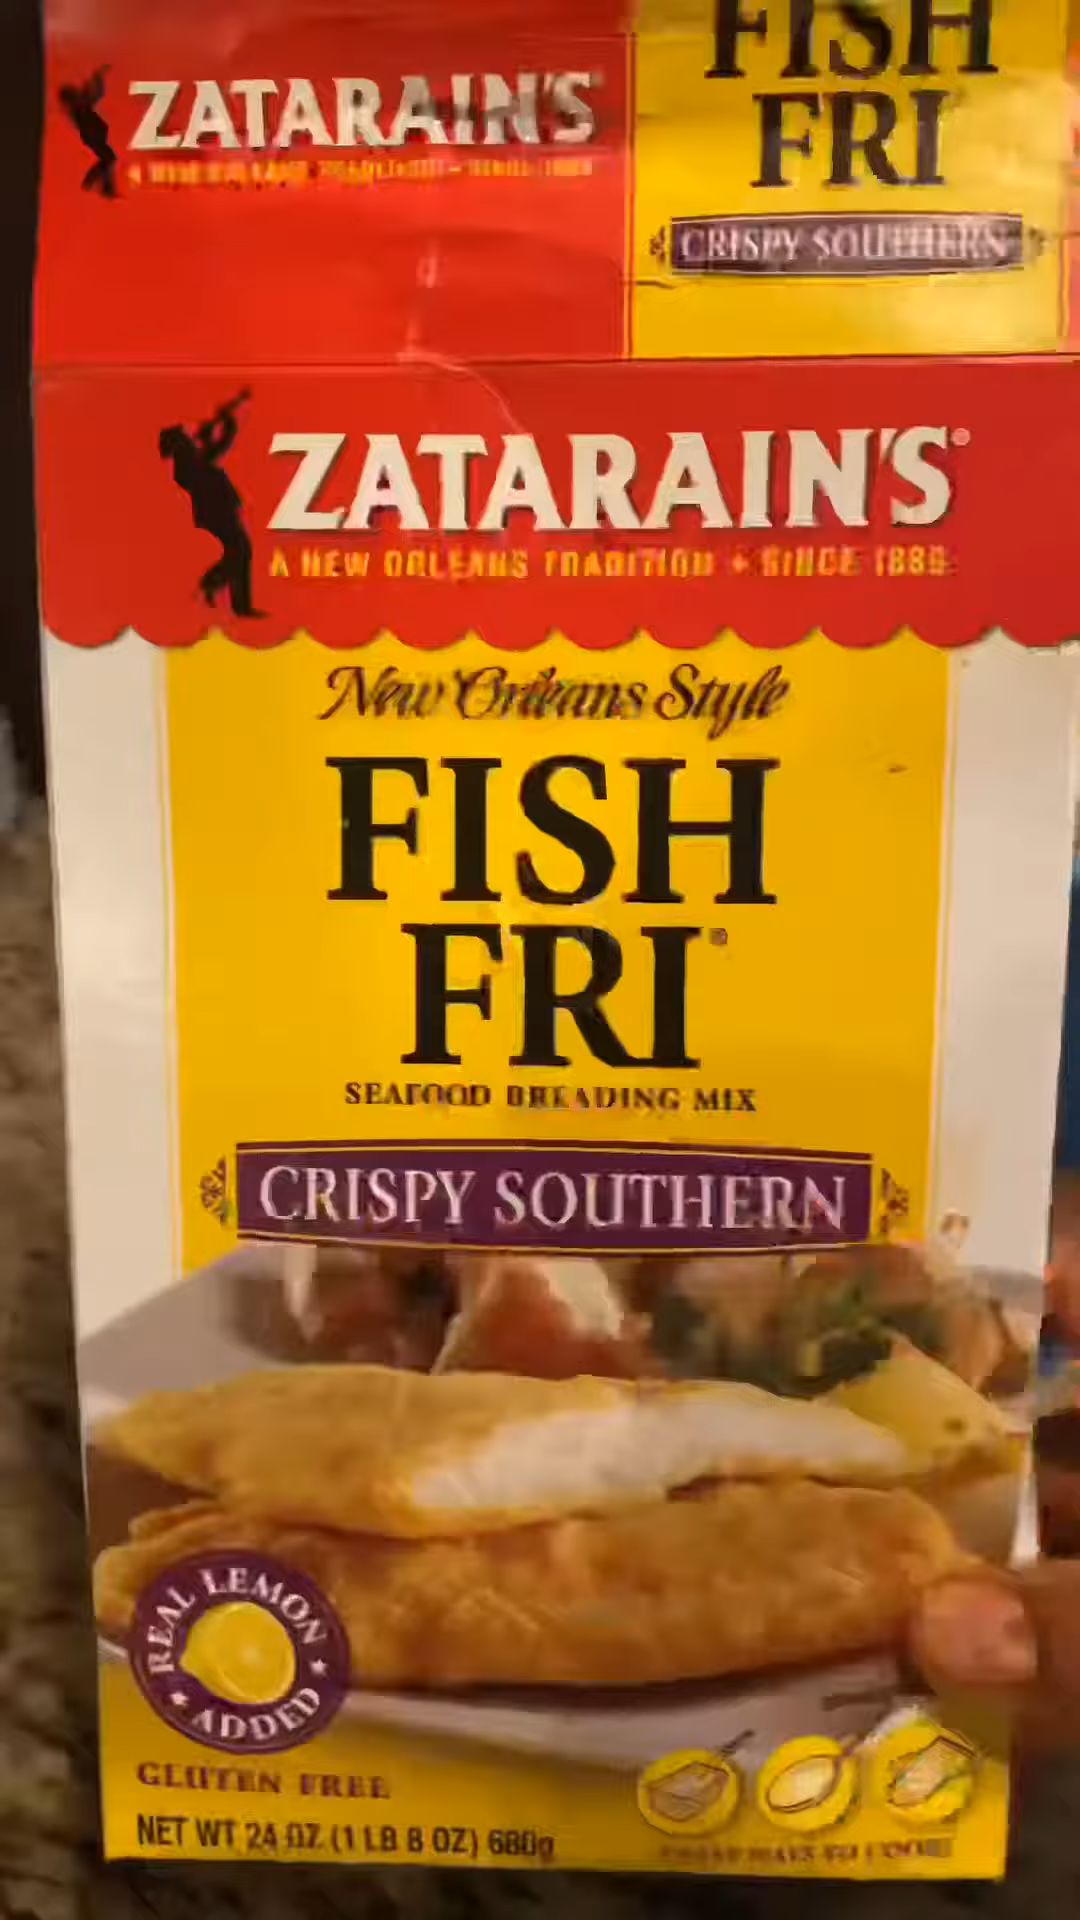 FISH
FRI
CRISPY SOUTHERN
ZATARAIN'S
ZATARAIN'S®
A NEW ORLEANS TRADITION • SINCE 1889
New Orleans Style
FISH
FRI®
SEAFOOD BREADING MIX
CRISPY SOUTHERN
REAL LEMON
ADDED
GLUTEN FREE
NET WT 24 OZ (1 LB 8 OZ) 680g